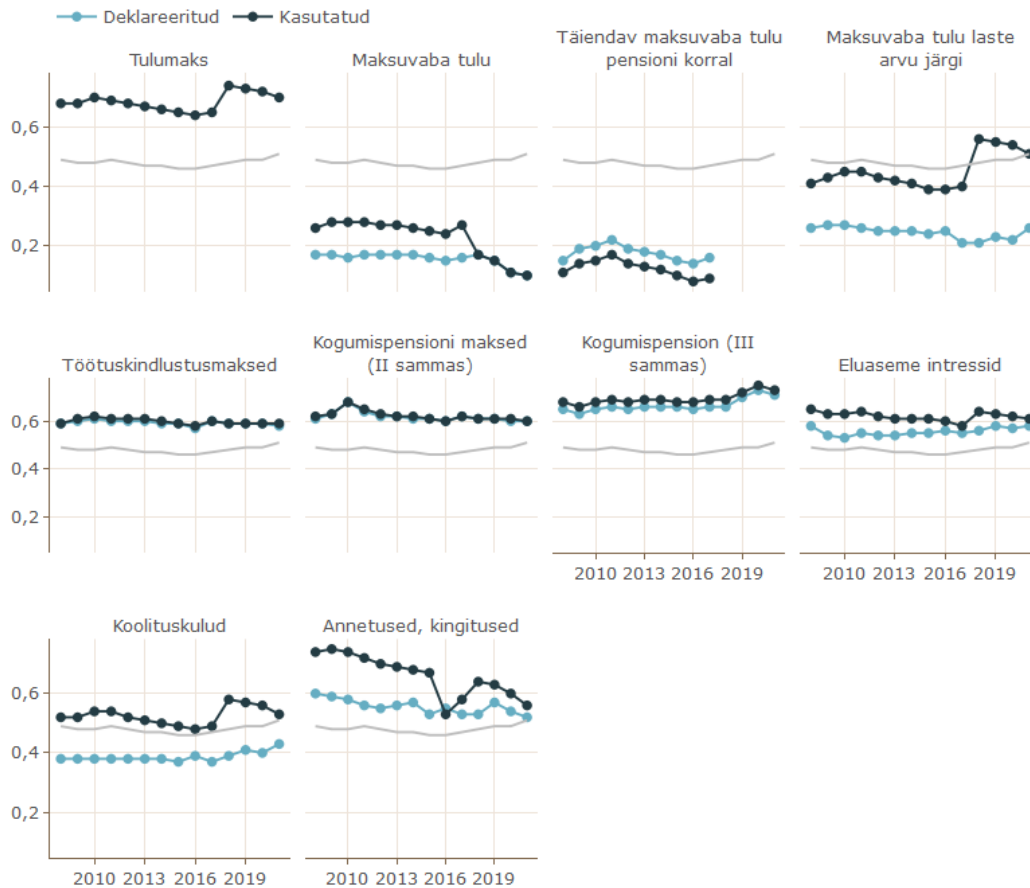 Deklareeritud Kasutatud
Tulumaks
Maksuvaba tulu
Täiendav maksuvaba tulu
pensioni korral
Maksuvaba tulu laste
arvu järgi
0,6
0,4
0,2
Töötuskindlustusmaksed
Kogumispensioni maksed
(II sammas)
Kogumispension (III
sammas)
Eluaseme intressid
0,6
0,4
0,2
2010 2013 2016 2019
2010 2013 2016 2019
Koolituskulud
Annetused, kingitused
0,6
0,4
0,2
2010 2013 2016 2019
2010 2013 2016 2019